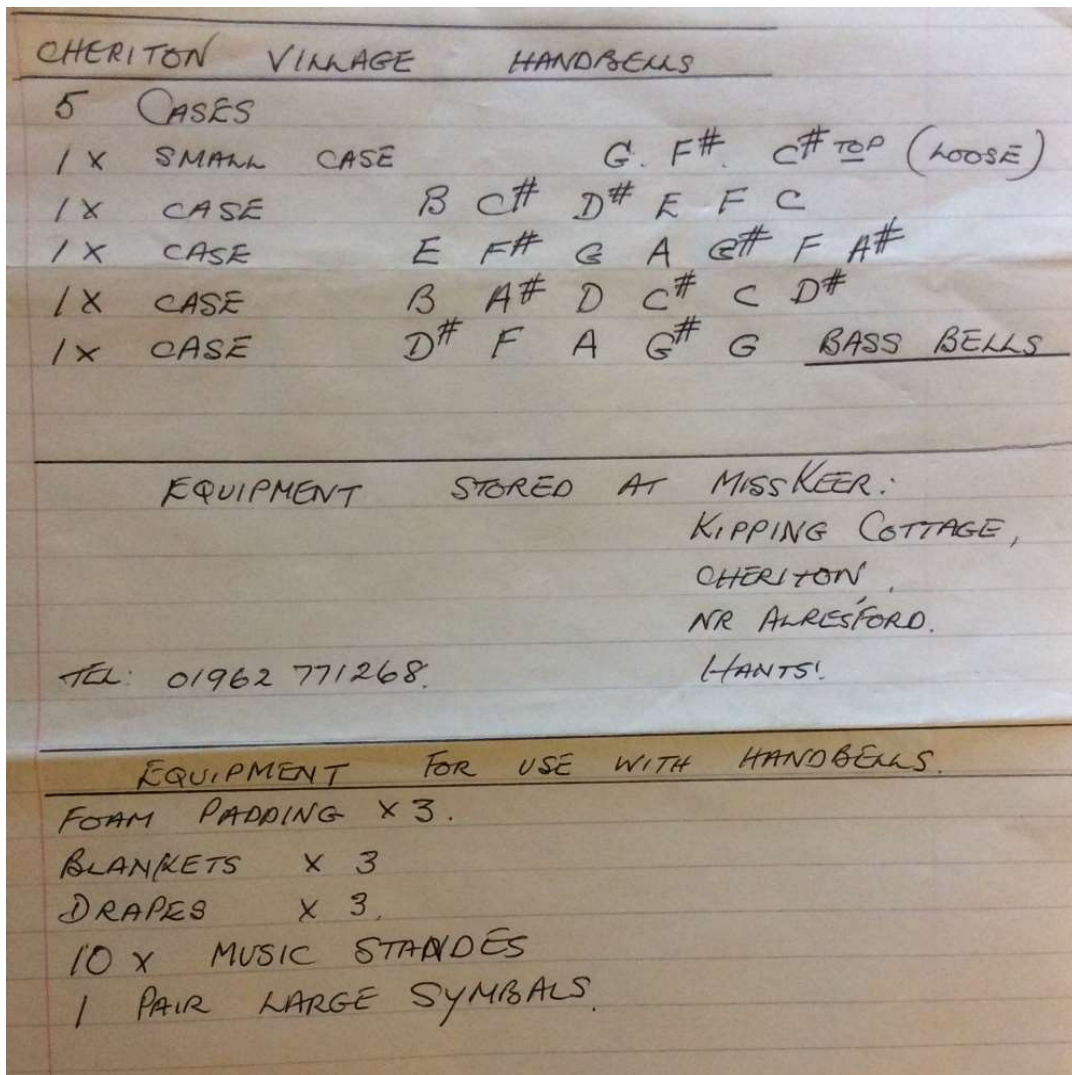 CHERITON VILLAGE HANDBELLS
5 CASES
1 X SMALL CASE G. F#. C# TOP (LOOSE)
1 X CASE B C# D# E F C
1 X CASE E F# G A G# F A#
1 X CASE B A# D C# C D#
1 X CASE D# F A G# G BASS BELLS
EQUIPMENT STORED AT MISS KEER:
KIPPING COTTAGE,
CHERITON,
NR ALRESFORD.
TEL: 01962 771268. HANTS.
EQUIPMENT FOR USE WITH HANDBELLS.
FOAM PADDING X 3.
BLANKETS X 3
DRAPES X 3.
10 X MUSIC STANDES
1 PAIR LARGE SYMBALS.